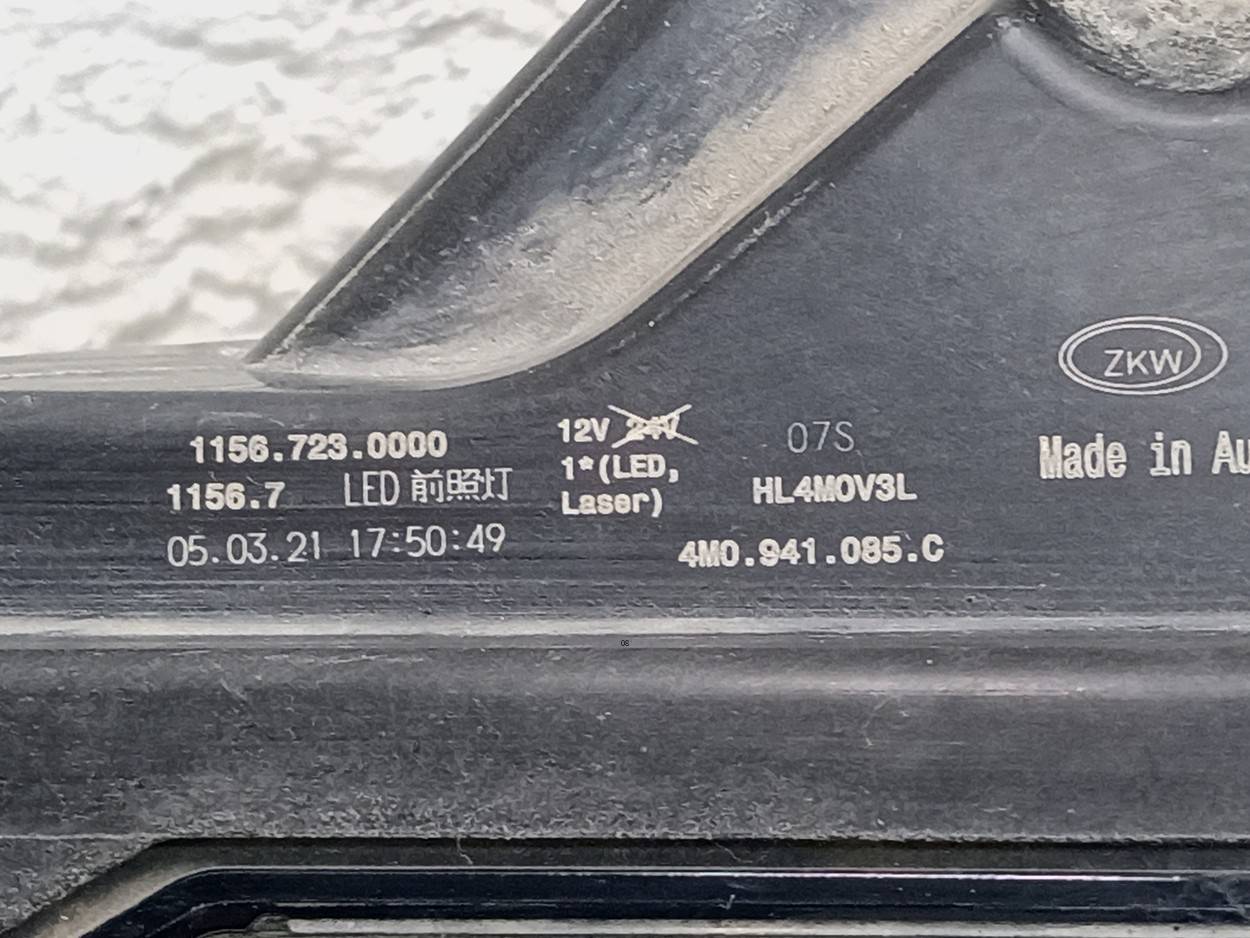 ZKW
1156.723.0000
1156.7 LED 前照灯
05.03.21 17:50:49
12V 24V
1*(LED,
Laser)
07S
HL4M0V3L
4M0.941.085.C
Made in Au